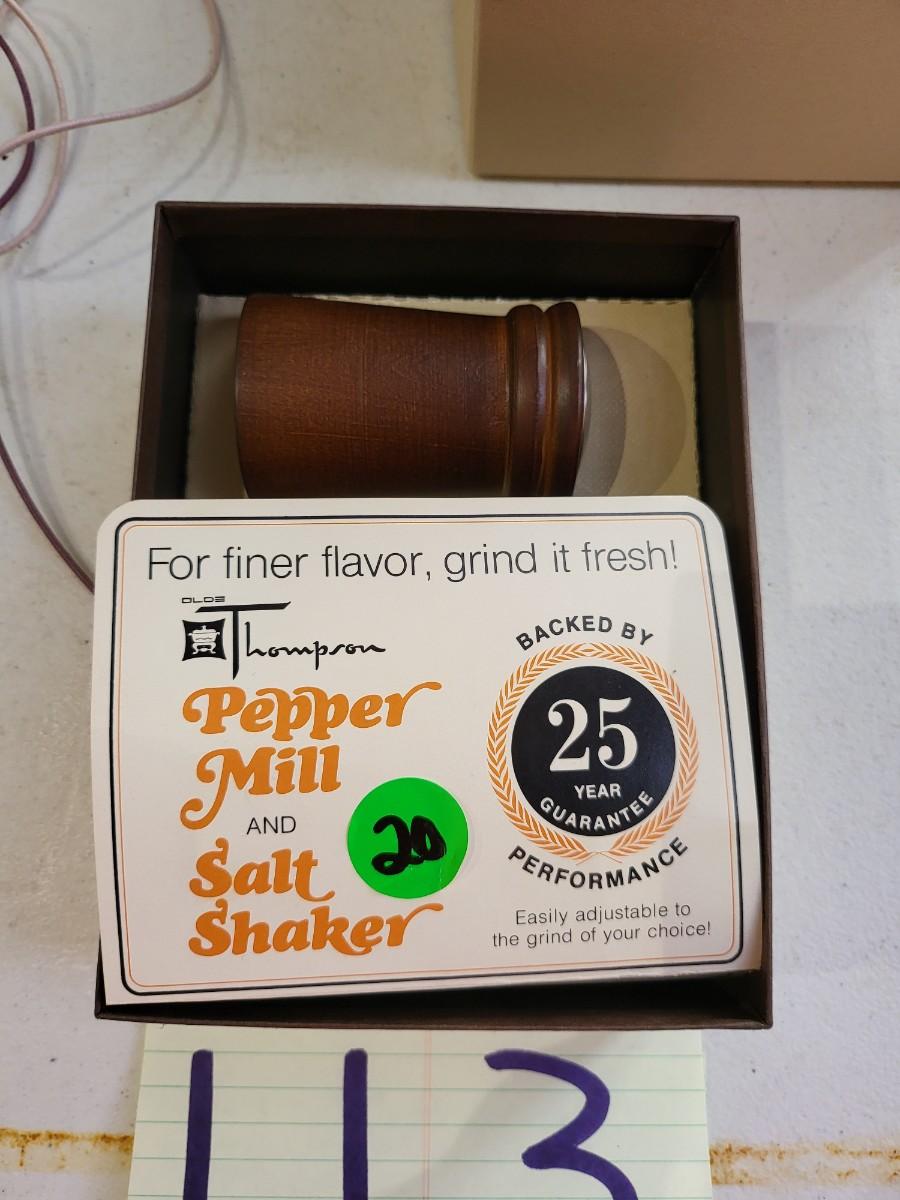 For finer flavor, grind it fresh!
OLDE
Thompson
Pepper
Mill
AND
Salt
Shaker
20
BACKED BY
25
YEAR
GUARANTEE
PERFORMANCE
Easily adjustable to
the grind of your choice!
113